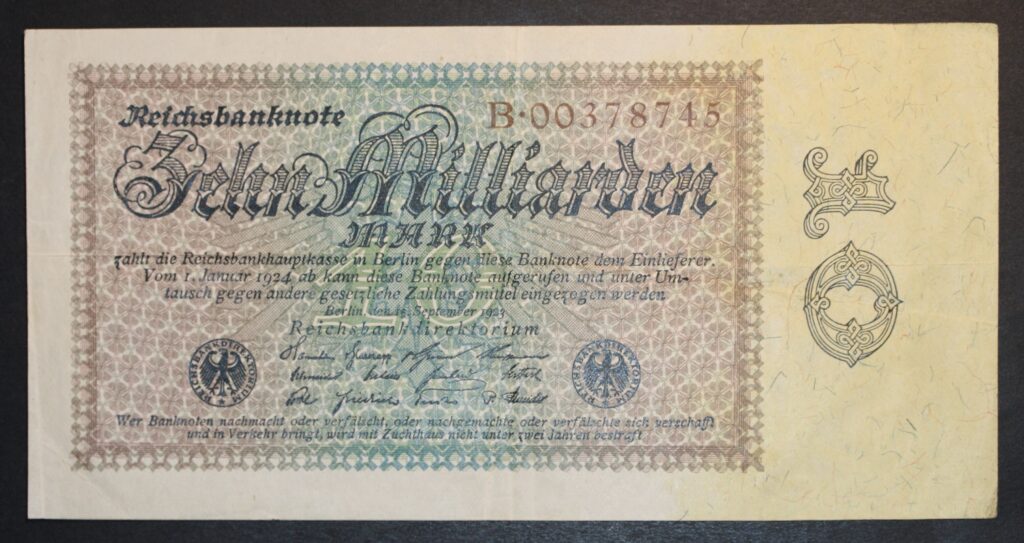 Reichsbanknote
B·00378745
Zehn Milliarden
MARK
zahlt die Reichsbankhauptkasse in Berlin gegen diese Banknote dem Einlieferer.
Vom 1. Januar 1924 ab kann diese Banknote aufgerufen und unter Um-
tausch gegen andere gesetzliche Zahlungsmittel eingezogen werden
Berlin, den 15. September 1923
Reichsbankdirektorium
REICHSBANKDIREKTORIUM
REICHSBANKDIREKTORIUM
Wer Banknoten nachmacht oder verfälscht, oder nachgemachte oder verfälschte sich verschafft
und in Verkehr bringt, wird mit Zuchthaus nicht unter zwei Jahren bestraft
10